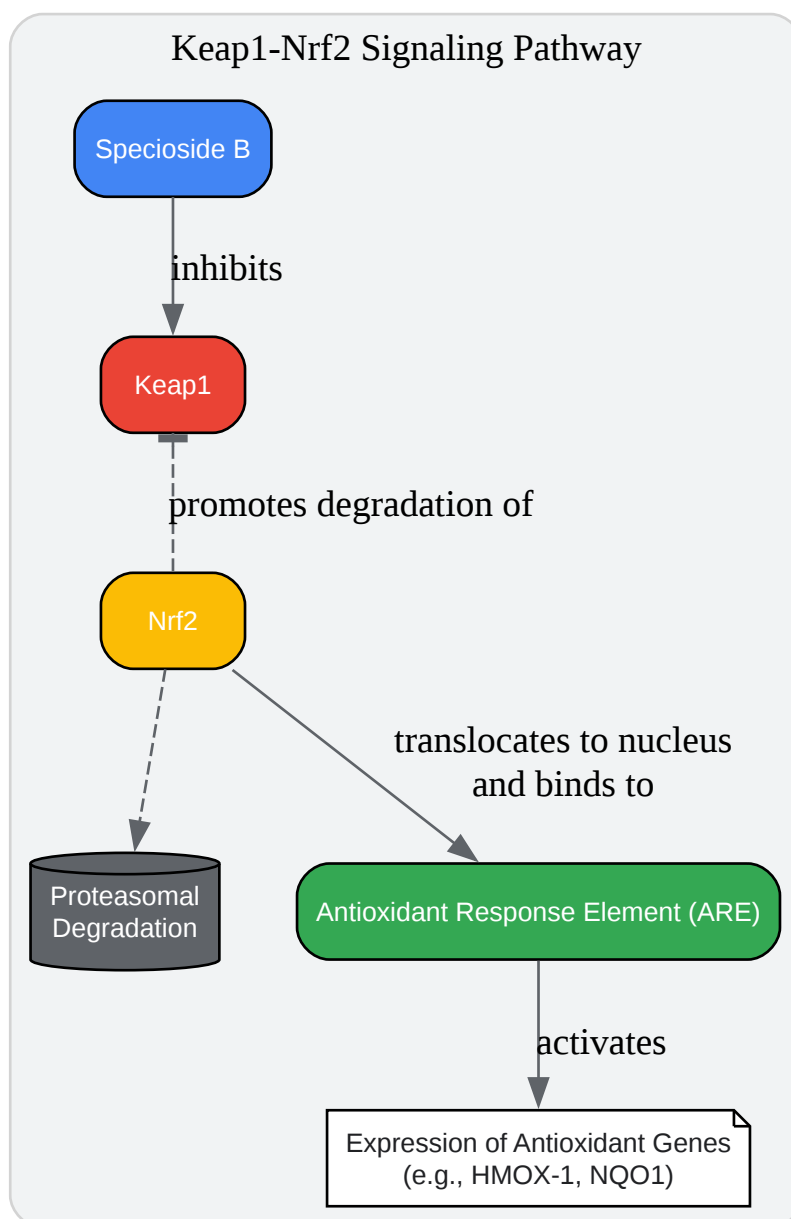 Keap1-Nrf2 Signaling Pathway
Specioside B
inhibits
Keap1
promotes degradation of
Nrf2
translocates to nucleus
and binds to
Proteasomal
Degradation
Antioxidant Response Element (ARE)
activates
Expression of Antioxidant Genes
(e.g., HMOX-1, NQO1)